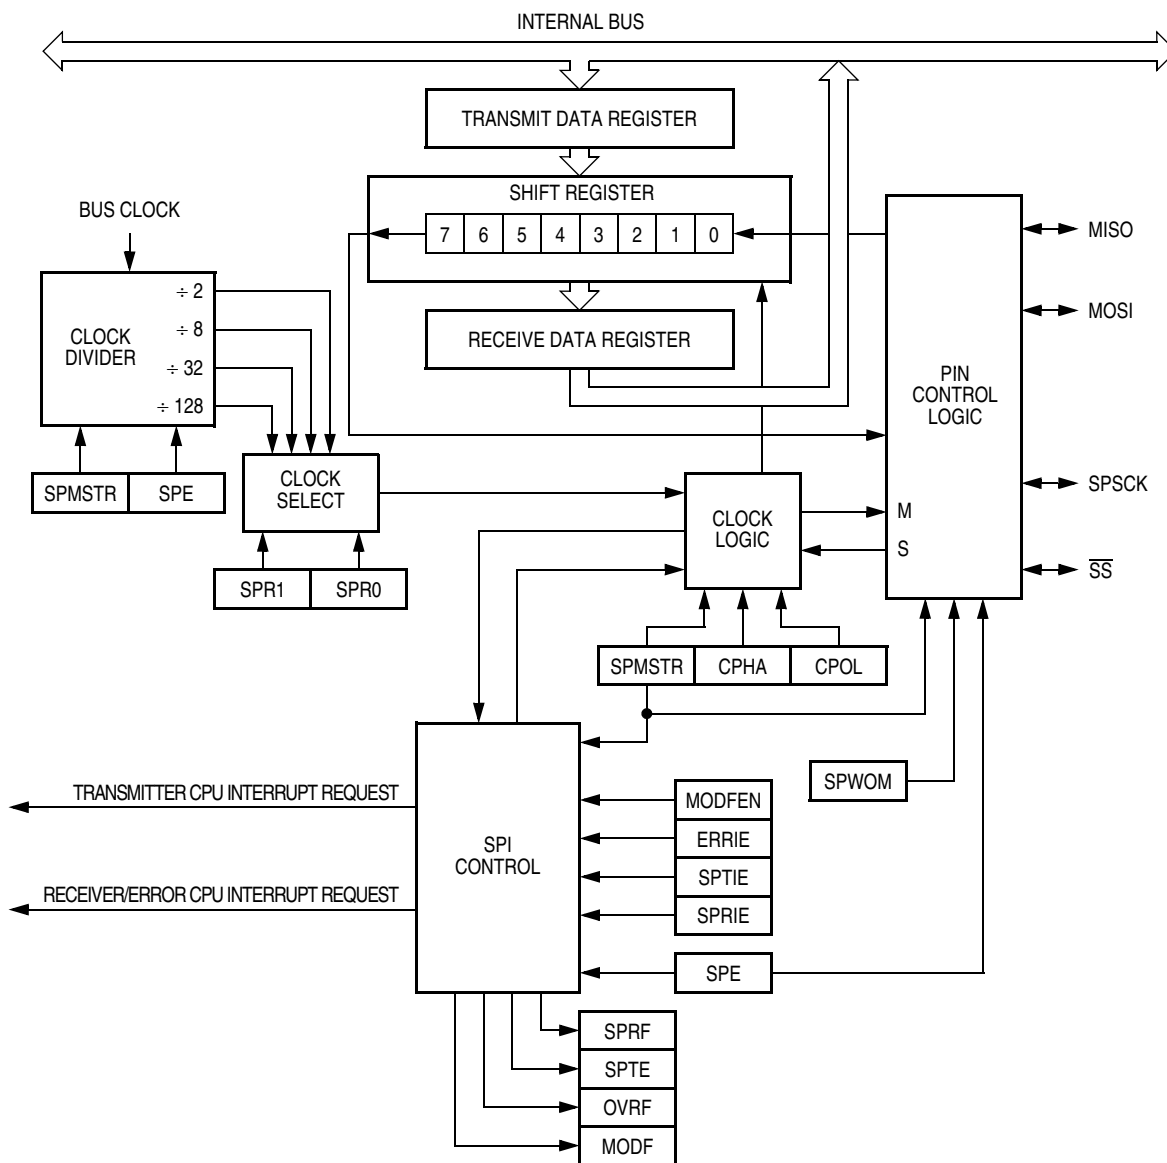 INTERNAL BUS
TRANSMIT DATA REGISTER
SHIFT REGISTER
7 6 5 4 3 2 1 0
BUS CLOCK
CLOCK
DIVIDER
÷ 2
÷ 8
÷ 32
÷ 128
RECEIVE DATA REGISTER
PIN
CONTROL
LOGIC
MISO
MOSI
SPSCK
S̅S̅
M
S
SPMSTR SPE
CLOCK
SELECT
SPR1 SPR0
CLOCK
LOGIC
SPMSTR CPHA CPOL
SPWOM
TRANSMITTER CPU INTERRUPT REQUEST
RECEIVER/ERROR CPU INTERRUPT REQUEST
SPI
CONTROL
MODFEN
ERRIE
SPTIE
SPRIE
SPE
SPRF
SPTE
OVRF
MODF